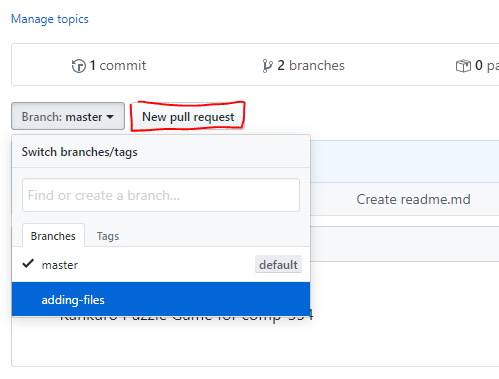 Manage topics
1 commit
2 branches
0 pa
Branch: master
New pull request
Switch branches/tags
Find or create a branch...
Create readme.md
Branches
Tags
master
default
adding-files
Puzzle Game for comp-354